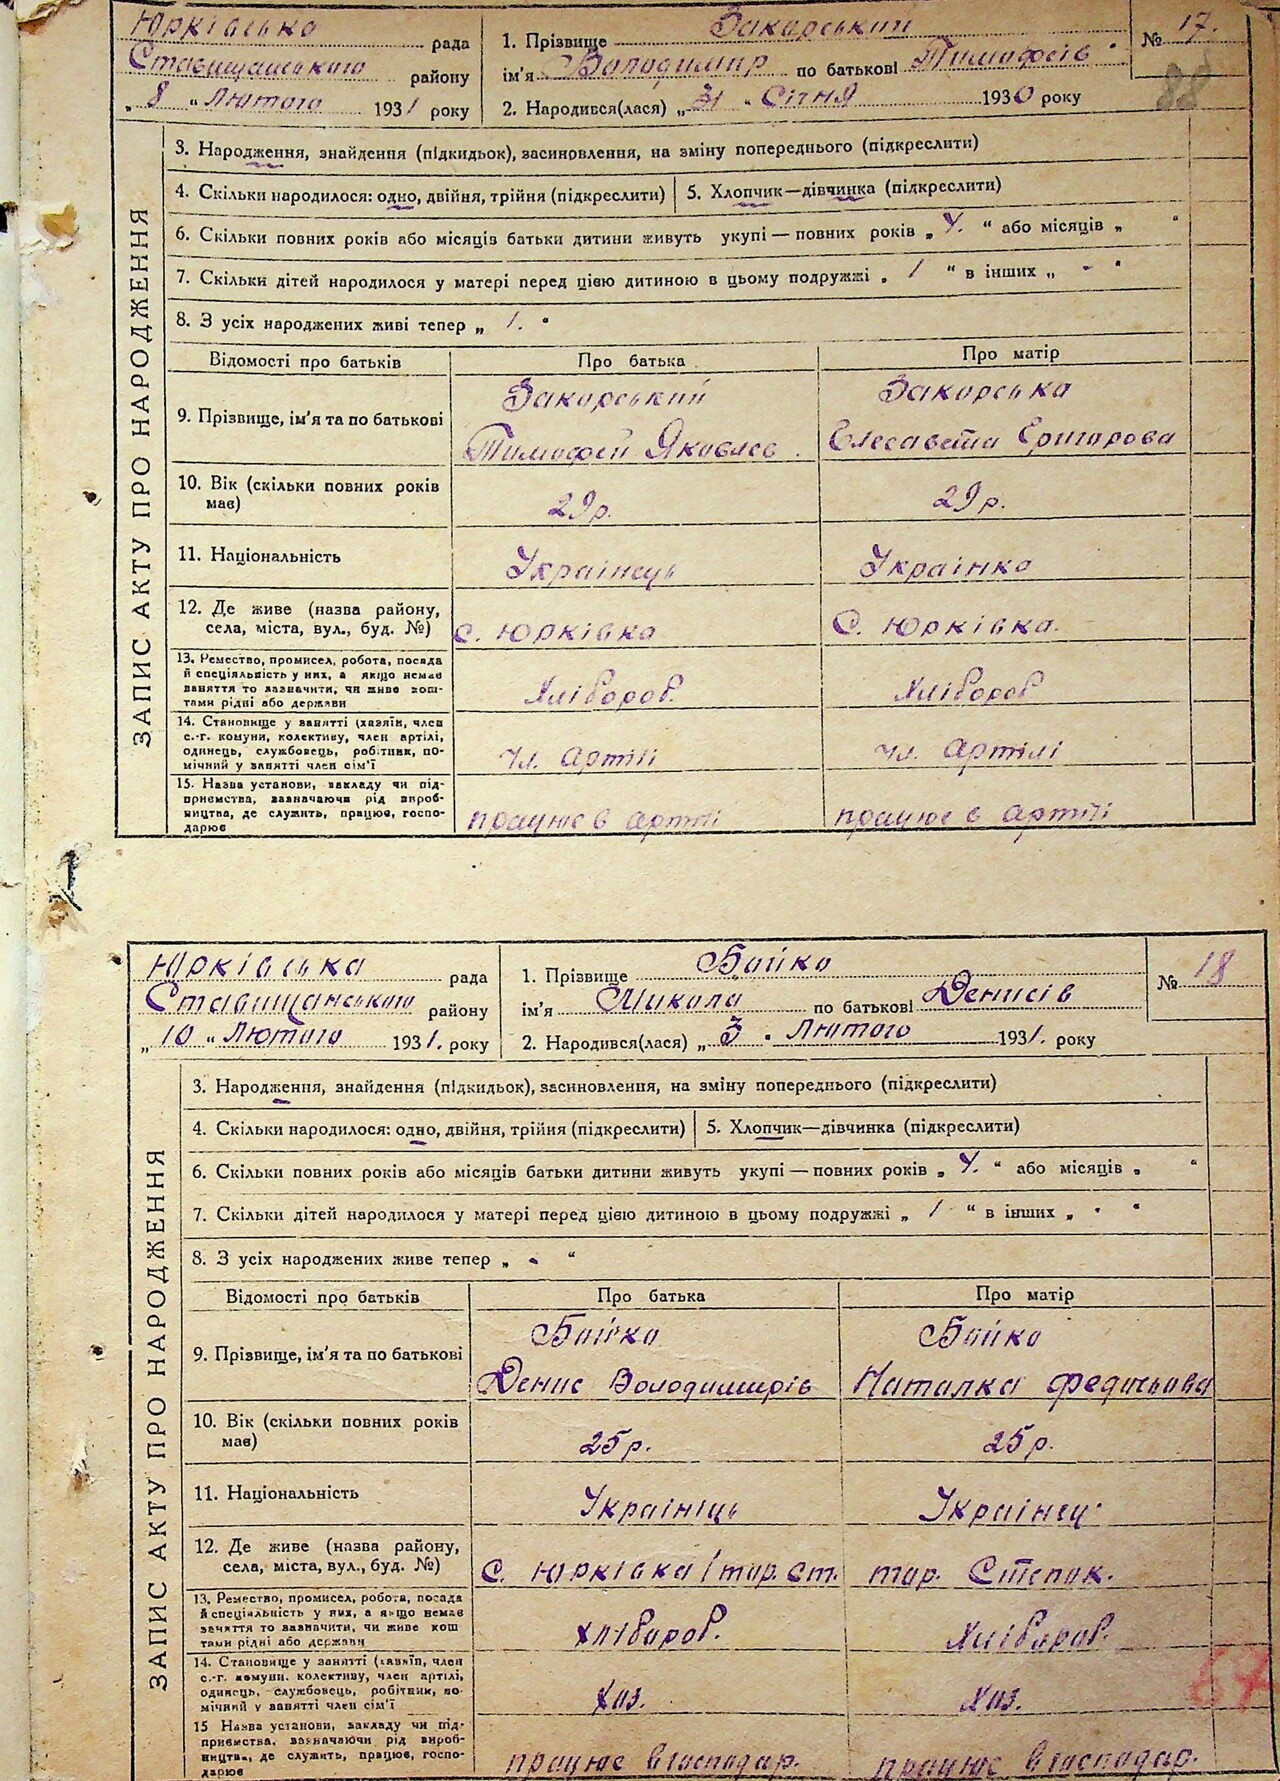 Юрківська рада
Ставищанського району
„ 8 " Лютого 1931 року
1. Прізвище Закорський
ім'я Володимир по батькові Тимофеів
2. Народився(лася) „ 31 " Січня 1930 року
№ 17.
88
ЗАПИС АКТУ ПРО НАРОДЖЕННЯ
3. Народження, знайдення (підкидьок), засиновлення, на зміну попереднього (підкреслити)
4. Скільки народилося: одно, двійня, трійня (підкреслити) 5. Хлопчик—дівчинка (підкреслити)
6. Скільки повних років або місяців батьки дитини живуть укупі — повних років „ 4. " або місяців „ "
7. Скільки дітей народилося у матері перед цією дитиною в цьому подружжі „ 1 " в інших „ - "
8. З усіх народжених живі тепер „ 1. "
Відомості про батьків Про батька Про матір
9. Прізвище, ім'я та по батькові Закорський Тимофей Яковлев Закорська Єлесавета Григорова
10. Вік (скільки повних років має) 29р. 29р.
11. Національність Українець Українка
12. Де живе (назва району, села, міста, вул., буд. №) с. Юрківка С. Юрківка.
13. Ремество, промисел, робота, посада й спеціяльність у них, а якщо немає заняття то зазначити, чи живе коштами рідні або держави Хлібороб. Хлібороб
14. Становище у занятті (хазяїн, член с.-г. комуни, колективу, член артілі, одинець, службовець, робітник, помічний у занятті член сім'ї чл. Артілі чл. Артілі
15. Назва установи, закладу чи підприємства, зазначаючи рід виробництва, де служить, працює, господарює працює в артілі працює в артілі
Юрківська рада
Ставищанського району
„ 10 " Лютого 1931. року
1. Прізвище Бойко
ім'я Микола по батькові Денисів
2. Народився(лася) „ 3 " Лютого 1931. року
№ 18
ЗАПИС АКТУ ПРО НАРОДЖЕННЯ
3. Народження, знайдення (підкидьок), засиновлення, на зміну попереднього (підкреслити)
4. Скільки народилося: одно, двійня, трійня (підкреслити) 5. Хлопчик—дівчинка (підкреслити)
6. Скільки повних років або місяців батьки дитини живуть укупі — повних років „ 4. " або місяців „ "
7. Скільки дітей народилося у матері перед цією дитиною в цьому подружжі „ 1 " в інших „ - "
8. З усіх народжених живе тепер „ - "
Відомості про батьків Про батька Про матір
9. Прізвище, ім'я та по батькові Бойко Денис Володимирів Бойко Наталка Федосьова
10. Вік (скільки повних років має) 25р. 25р.
11. Національність Украініць Украінец.
12. Де живе (назва району, села, міста, вул., буд. №) С. Юрківка
13. Ремество, промисел, робота, посада й спеціяльність у них, а якщо немає заняття то зазначити, чи живе коштами рідні або держави Хлібороб. Хлібороб.
14. Становище у занятті (хазяїн, член с.-г. комуни, колективу, член артілі, одинець, службовець, робітник, помічний у занятті член сім'ї Хаз. Хаз.
15 Назва установи, закладу чи підприємства, зазначаючи рід виробництва, де служить, працює, господарює працює в господар. працює в господар.
67